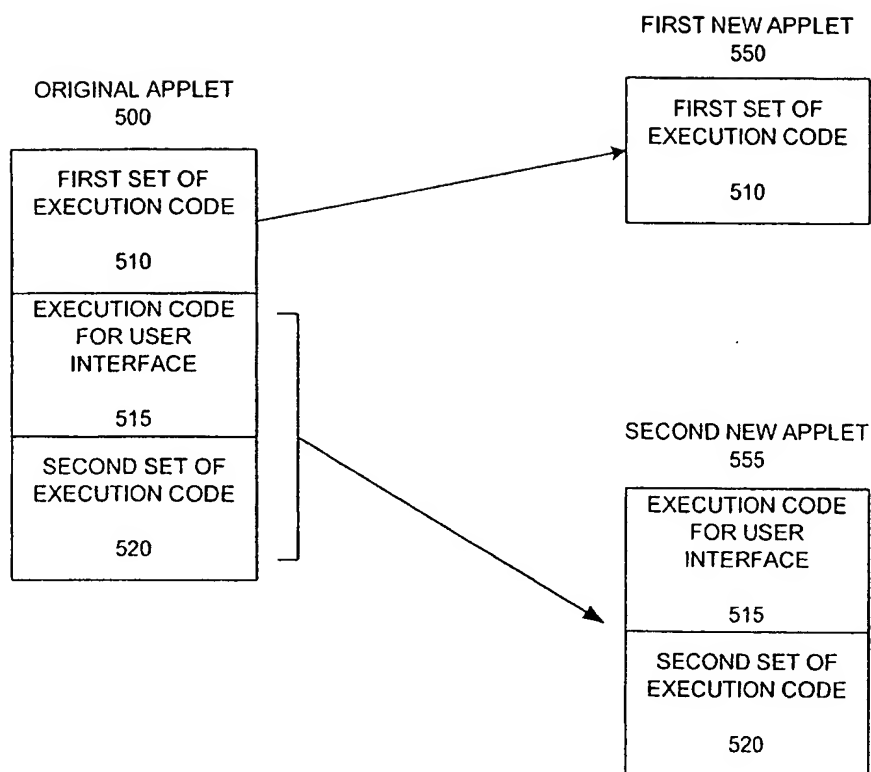 ORIGINAL APPLET
500
FIRST SET OF
EXECUTION CODE
510
EXECUTION CODE
FOR USER
INTERFACE
515
SECOND SET OF
EXECUTION CODE
520
FIRST NEW APPLET
550
FIRST SET OF
EXECUTION CODE
510
SECOND NEW APPLET
555
EXECUTION CODE
FOR USER
INTERFACE
515
SECOND SET OF
EXECUTION CODE
520